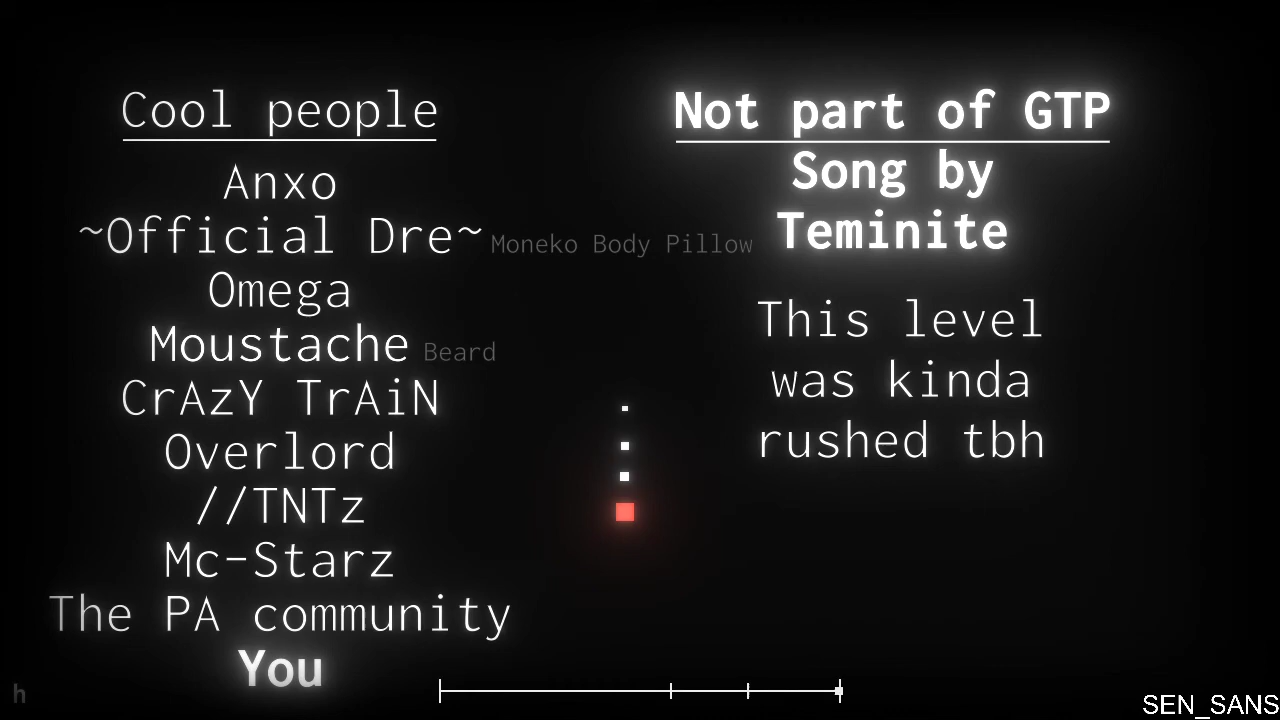 Cool people
Anxo
~Official Dre~ Moneko Body Pillow
Omega
Moustache Beard
CrAzY TrAiN
Overlord
//TNTz
Mc-Starz
The PA community
You
h
Not part of GTP
Song by
Teminite
This level
was kinda
rushed tbh
SEN_SANS